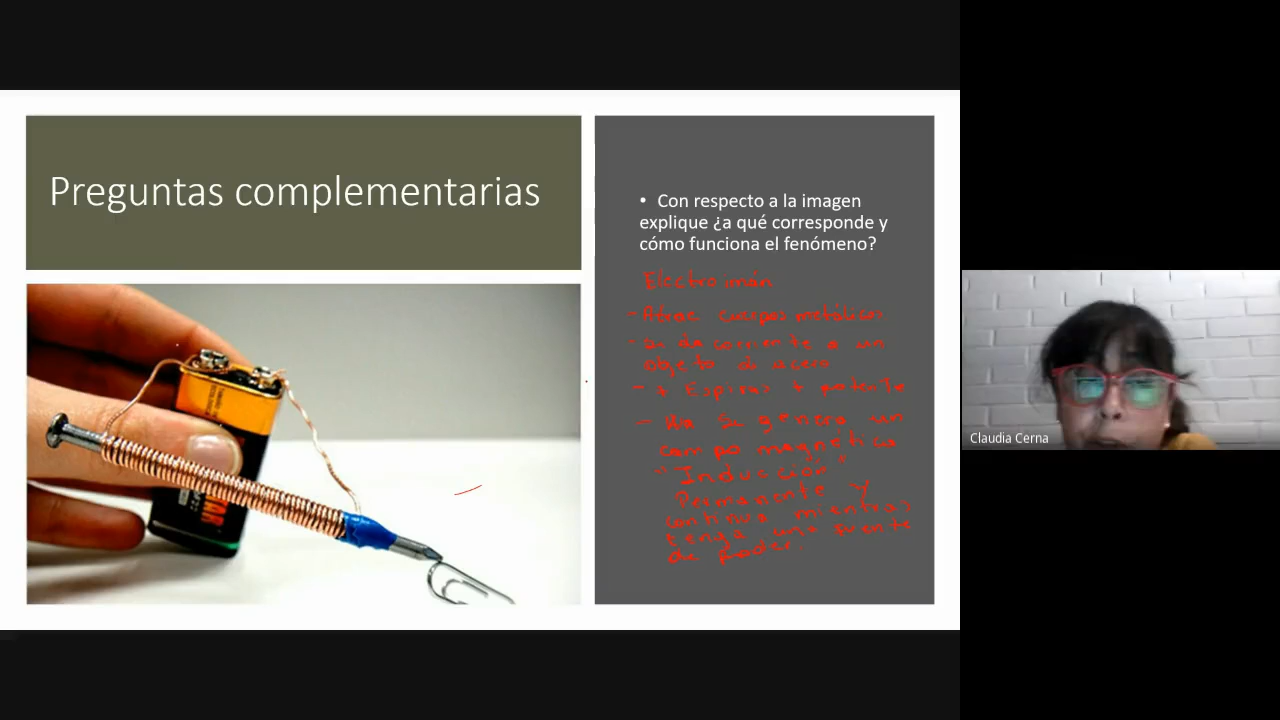 Preguntas complementarias
• Con respecto a la imagen
explique ¿a qué corresponde y
cómo funciona el fenómeno?
Electro imán
- Atrae cuerpos metálicos
- se da corriente a un
objeto de acero
- + Espiras + potente
- se genera un
campo magnético
"Inducción"
Permanente y
continuo mientras
tenga una fuente
de poder.
Claudia Cerna